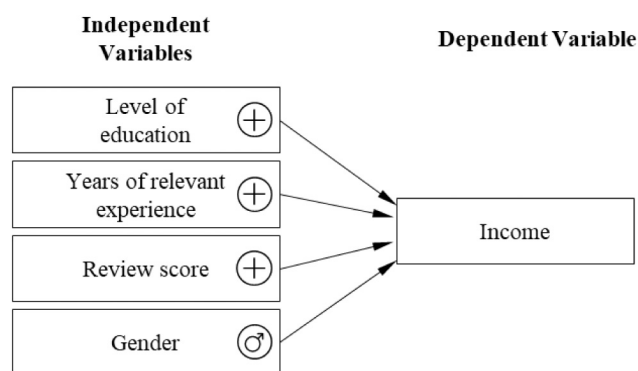 Independent
Variables
Dependent Variable
Level of
education
Years of relevant
experience
Review score
Gender
Income